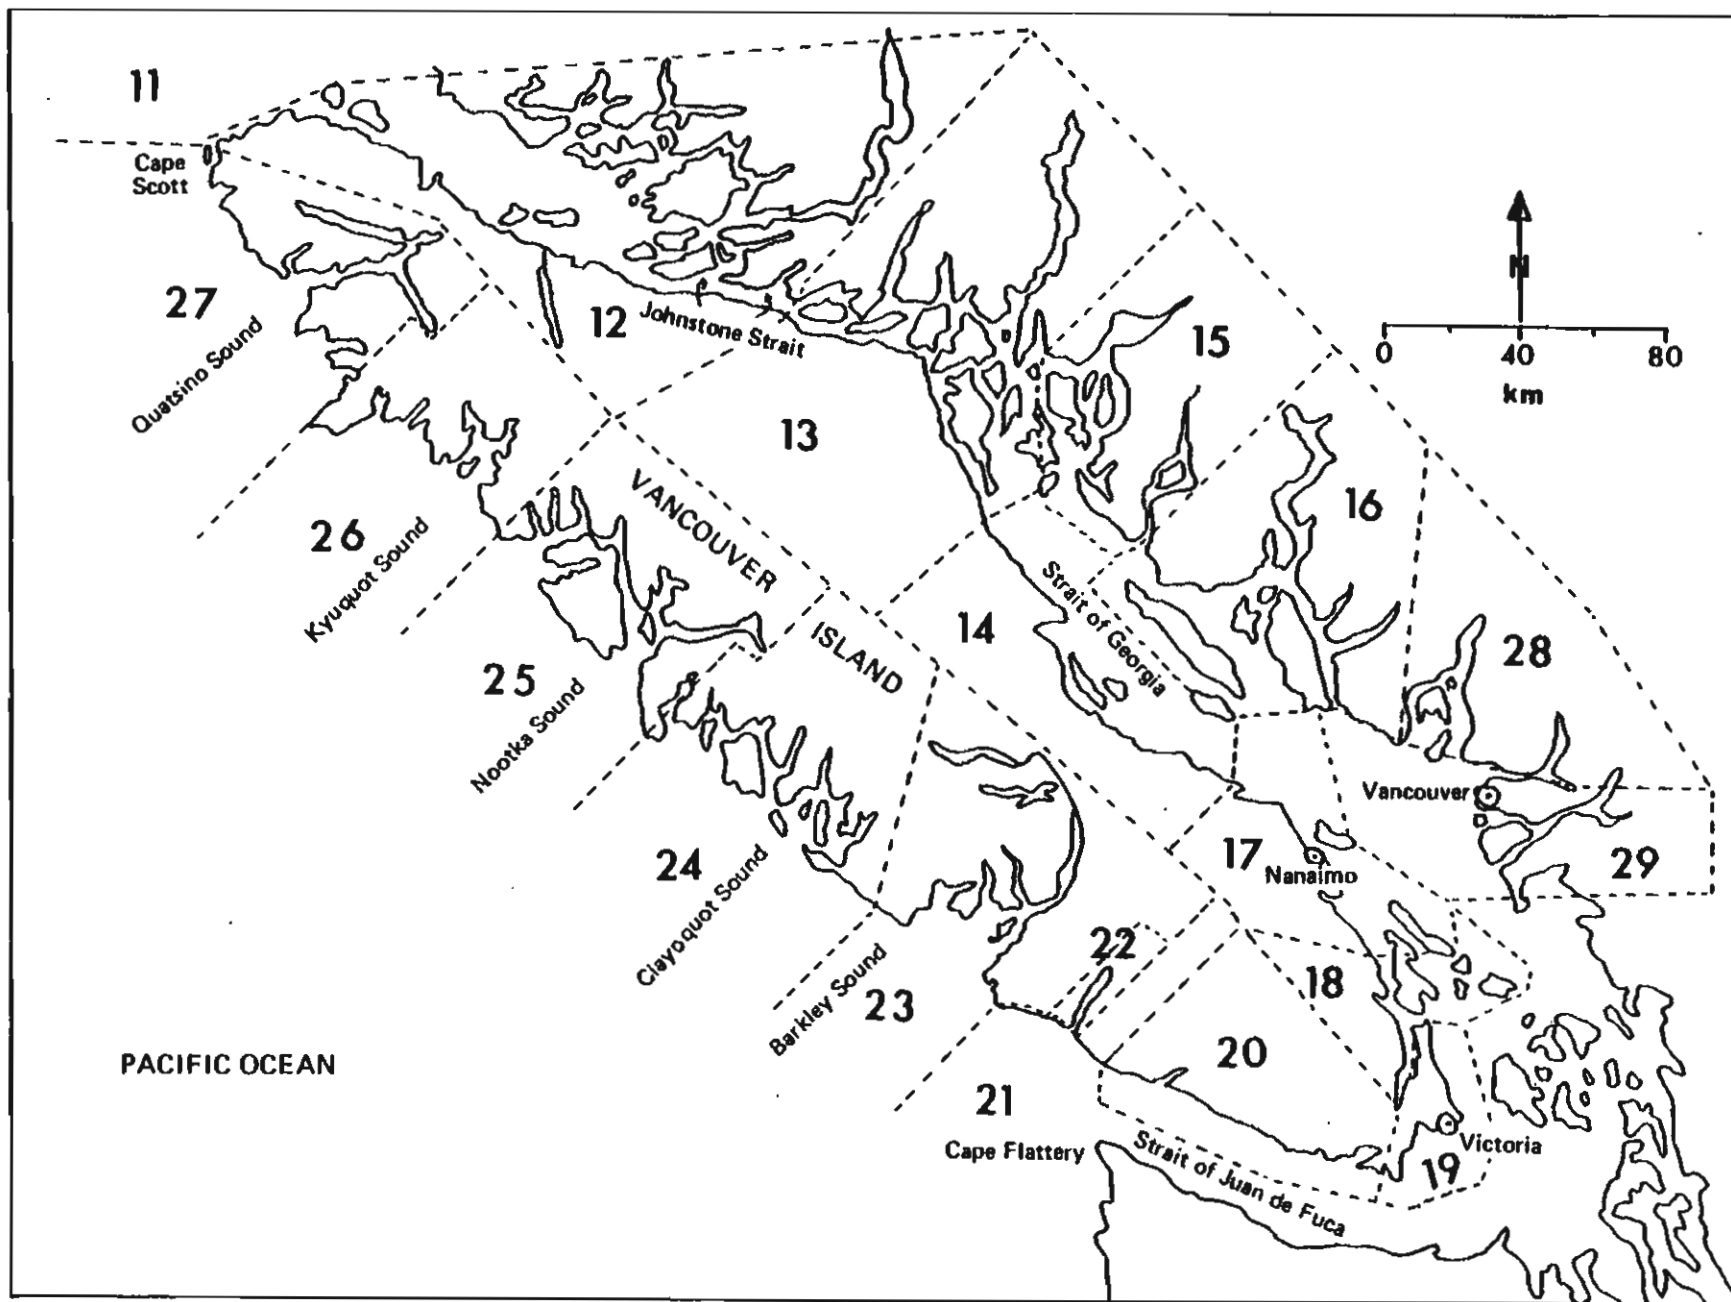 11
Cape
Scott
27
Quatsino Sound
12
Johnstone Strait
15
N
0 40 80
km
13
26
Kyuquot Sound
VANCOUVER
ISLAND
16
25
Nootka Sound
14
Strait of Georgia
28
24
Clayoquot Sound
Vancouver
17
Nanaimo
29
22
23
Barkley Sound
18
20
PACIFIC OCEAN
21
Cape Flattery
Strait of Juan de Fuca
Victoria
19